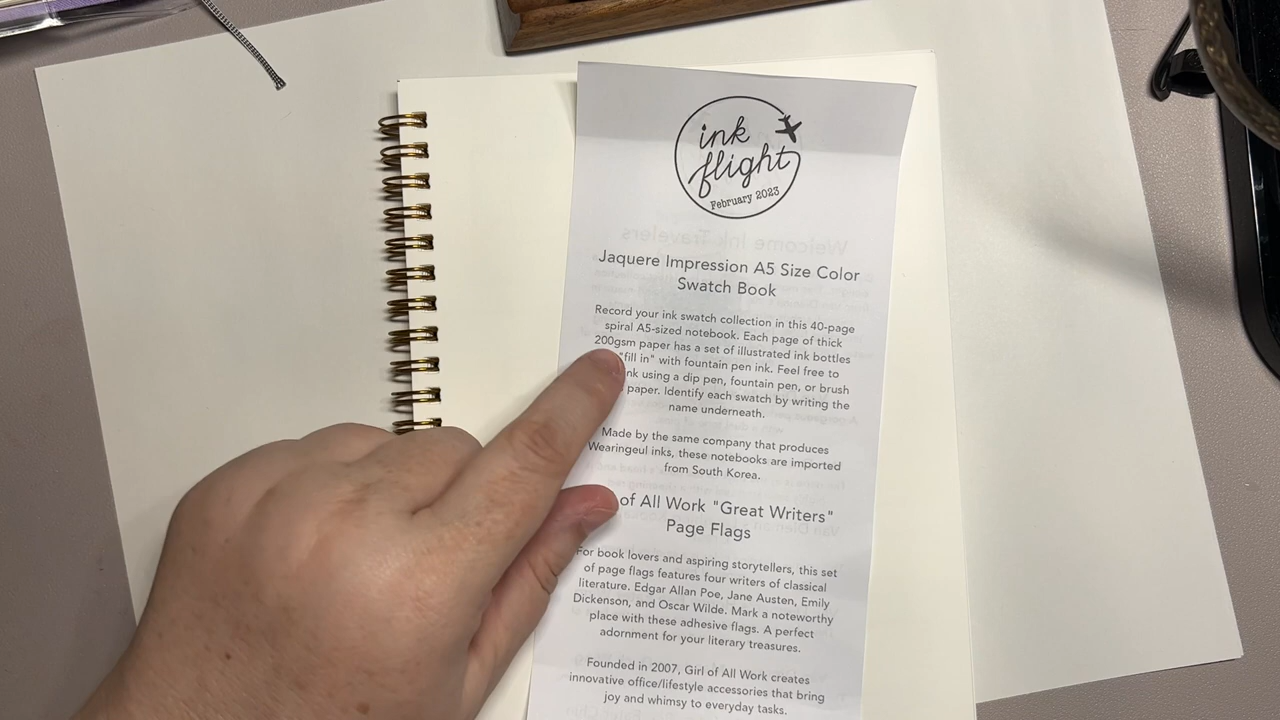 ink
flight
February 2023
Jaquere Impression A5 Size Color
Swatch Book
Record your ink swatch collection in this 40-page
spiral A5-sized notebook. Each page of thick
200gsm paper has a set of illustrated ink bottles
"fill in" with fountain pen ink. Feel free to
using a dip pen, fountain pen, or brush
paper. Identify each swatch by writing the
name underneath.
Made by the same company that produces
Wearingeul inks, these notebooks are imported
from South Korea.
of All Work "Great Writers"
Page Flags
For book lovers and aspiring storytellers, this set
of page flags features four writers of classical
literature. Edgar Allan Poe, Jane Austen, Emily
Dickenson, and Oscar Wilde. Mark a noteworthy
place with these adhesive flags. A perfect
adornment for your literary treasures.
Founded in 2007, Girl of All Work creates
innovative office/lifestyle accessories that bring
joy and whimsy to everyday tasks.